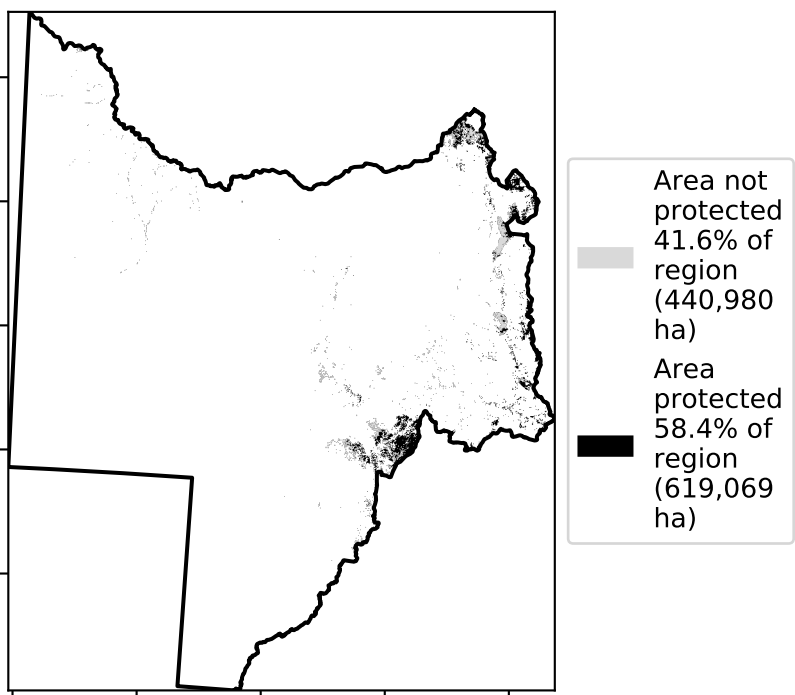 Area not
protected
41.6% of
region
(440,980
ha)
Area
protected
58.4% of
region
(619,069
ha)